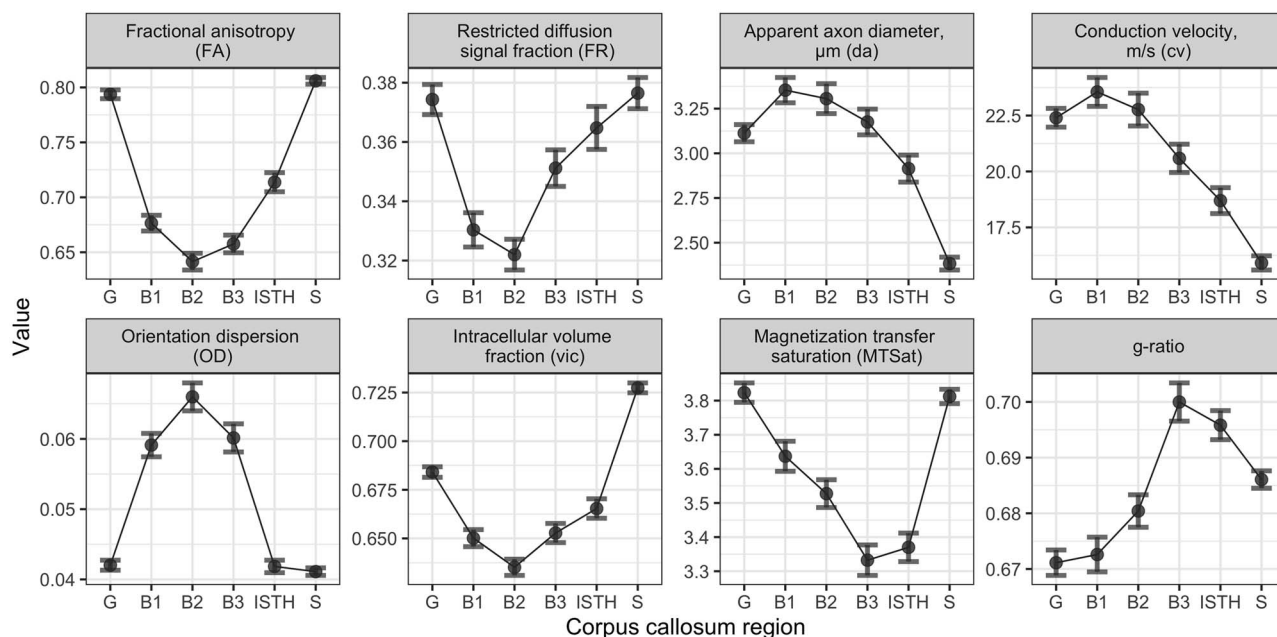 Fractional anisotropy
(FA)
Restricted diffusion
signal fraction (FR)
Apparent axon diameter,
µm (da)
Conduction velocity,
m/s (cv)
Value
0.80
0.75
0.70
0.65
G B1 B2 B3 ISTH S
0.38
0.36
0.34
0.32
G B1 B2 B3 ISTH S
3.25
3.00
2.75
2.50
G B1 B2 B3 ISTH S
22.5
20.0
17.5
G B1 B2 B3 ISTH S
Orientation dispersion
(OD)
Intracellular volume
fraction (vic)
Magnetization transfer
saturation (MTSat)
g-ratio
0.06
0.05
0.04
G B1 B2 B3 ISTH S
0.725
0.700
0.675
0.650
G B1 B2 B3 ISTH S
3.8
3.7
3.6
3.5
3.4
3.3
G B1 B2 B3 ISTH S
0.70
0.69
0.68
0.67
G B1 B2 B3 ISTH S
Corpus callosum region